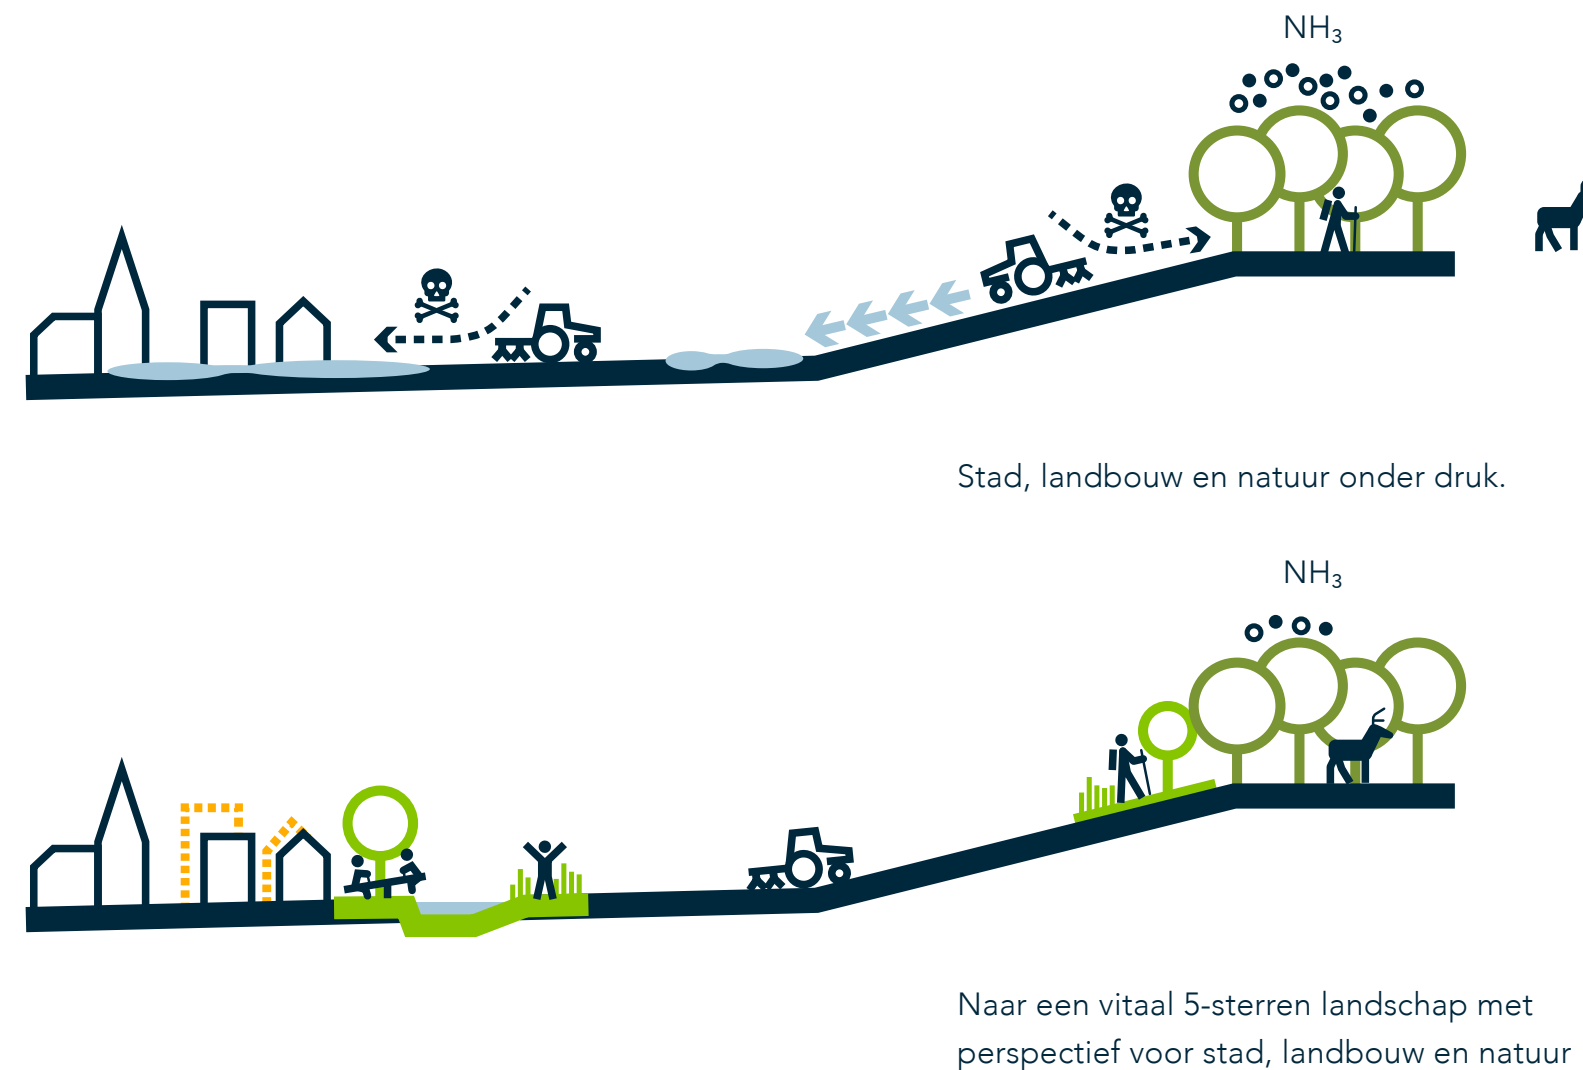 NH₃
Stad, landbouw en natuur onder druk.
NH₃
Naar een vitaal 5-sterren landschap met
perspectief voor stad, landbouw en natuur